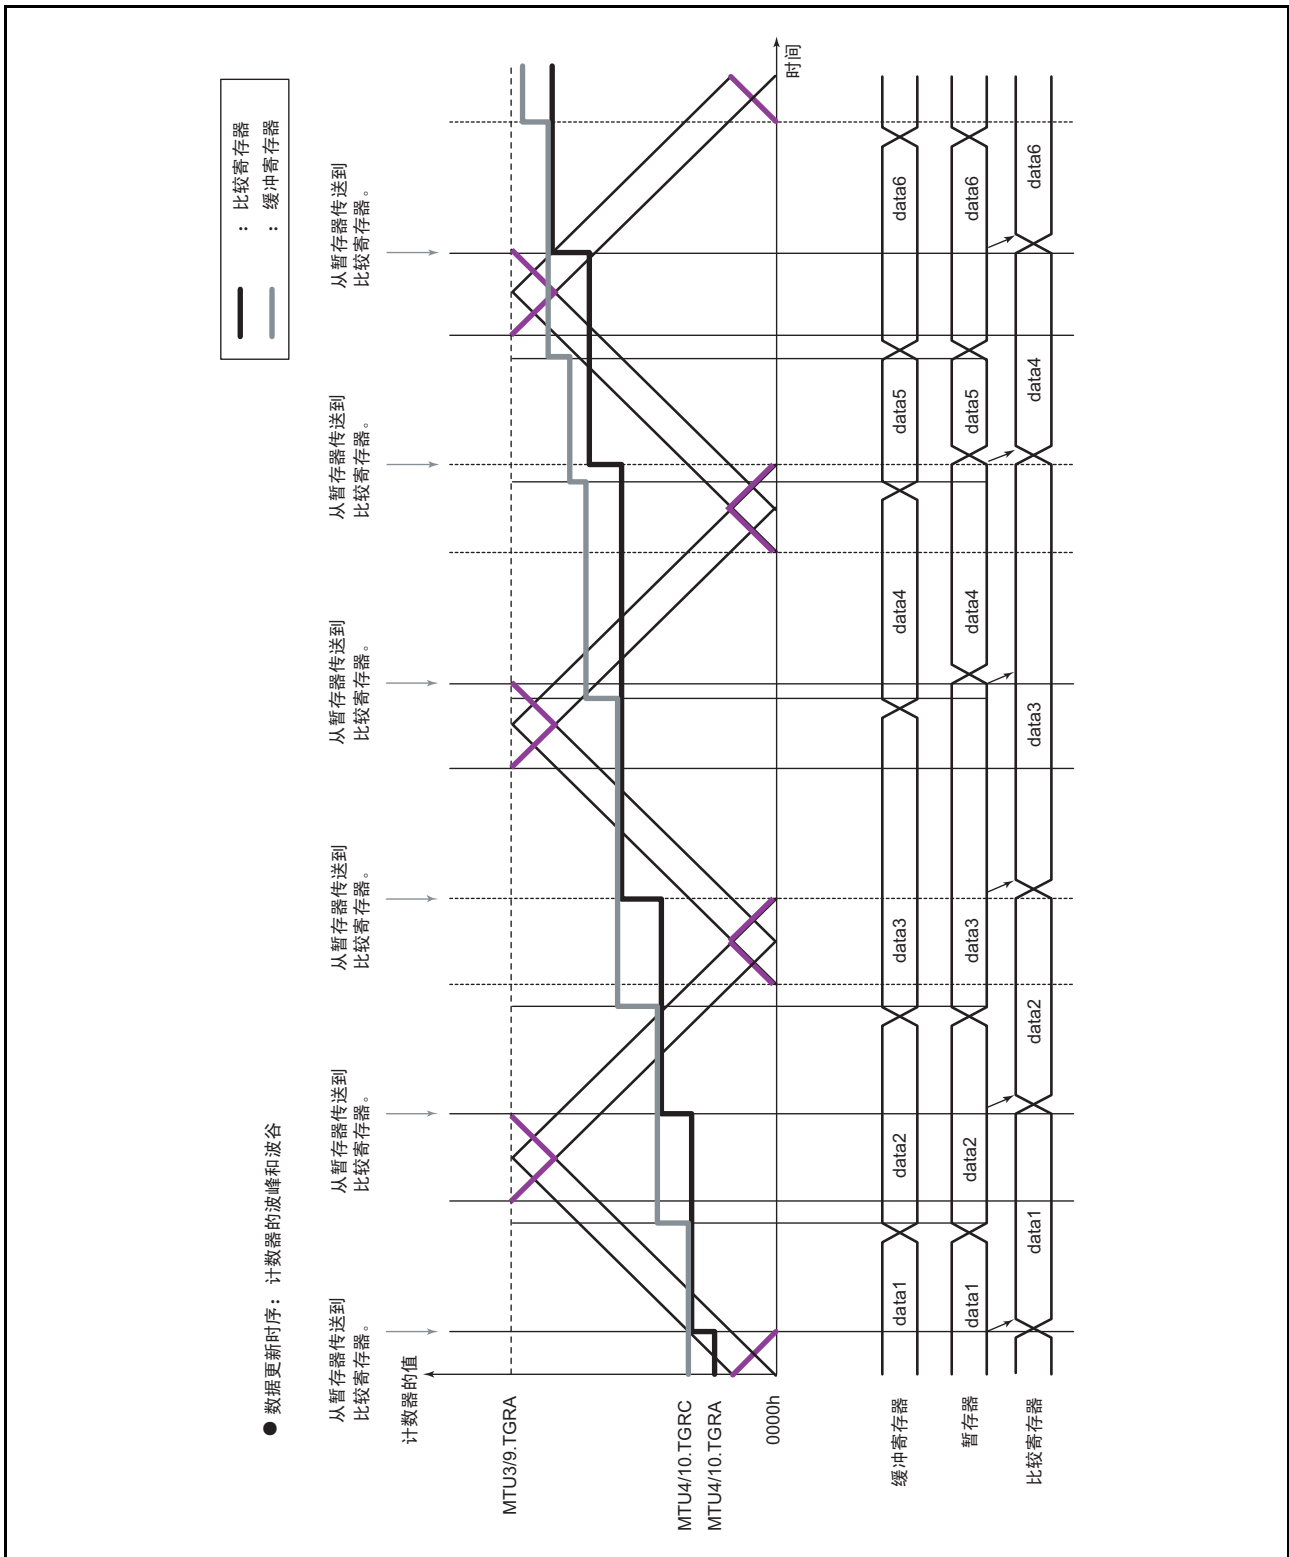 ● 数据更新时序： 计数器的波峰和波谷
： 比较寄存器
： 缓冲寄存器
从暂存器传送到
比较寄存器。
从暂存器传送到
比较寄存器。
从暂存器传送到
比较寄存器。
从暂存器传送到
比较寄存器。
从暂存器传送到
比较寄存器。
从暂存器传送到
比较寄存器。
计数器的值
MTU3/9.TGRA
MTU4/10.TGRC
MTU4/10.TGRA
0000h
时间
缓冲寄存器
data1
data2
data3
data4
data5
data6
暂存器
data1
data2
data3
data4
data5
data6
比较寄存器
data1
data2
data3
data4
data6